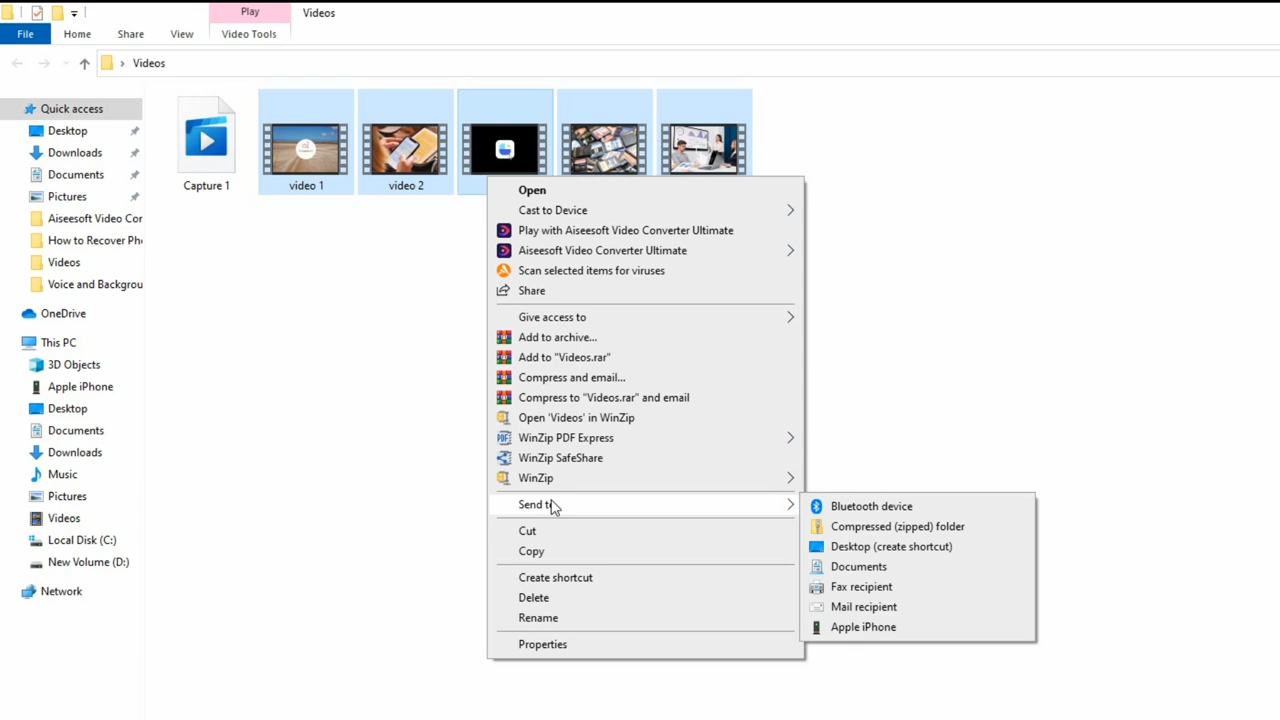 Play
Videos
File
Home
Share
View
Video Tools
Videos
Quick access
Desktop
Downloads
Documents
Pictures
Aiseesoft Video Cor
How to Recover Ph
Videos
Voice and Backgrou
OneDrive
This PC
3D Objects
Apple iPhone
Desktop
Documents
Downloads
Music
Pictures
Videos
Local Disk (C:)
New Volume (D:)
Network
Capture 1
video 1
video 2
Open
Cast to Device
Play with Aiseesoft Video Converter Ultimate
Aiseesoft Video Converter Ultimate
Scan selected items for viruses
Share
Give access to
Add to archive...
Add to "Videos.rar"
Compress and email...
Compress to "Videos.rar" and email
Open 'Videos' in WinZip
WinZip PDF Express
WinZip SafeShare
WinZip
Send to
Cut
Copy
Create shortcut
Delete
Rename
Properties
Bluetooth device
Compressed (zipped) folder
Desktop (create shortcut)
Documents
Fax recipient
Mail recipient
Apple iPhone